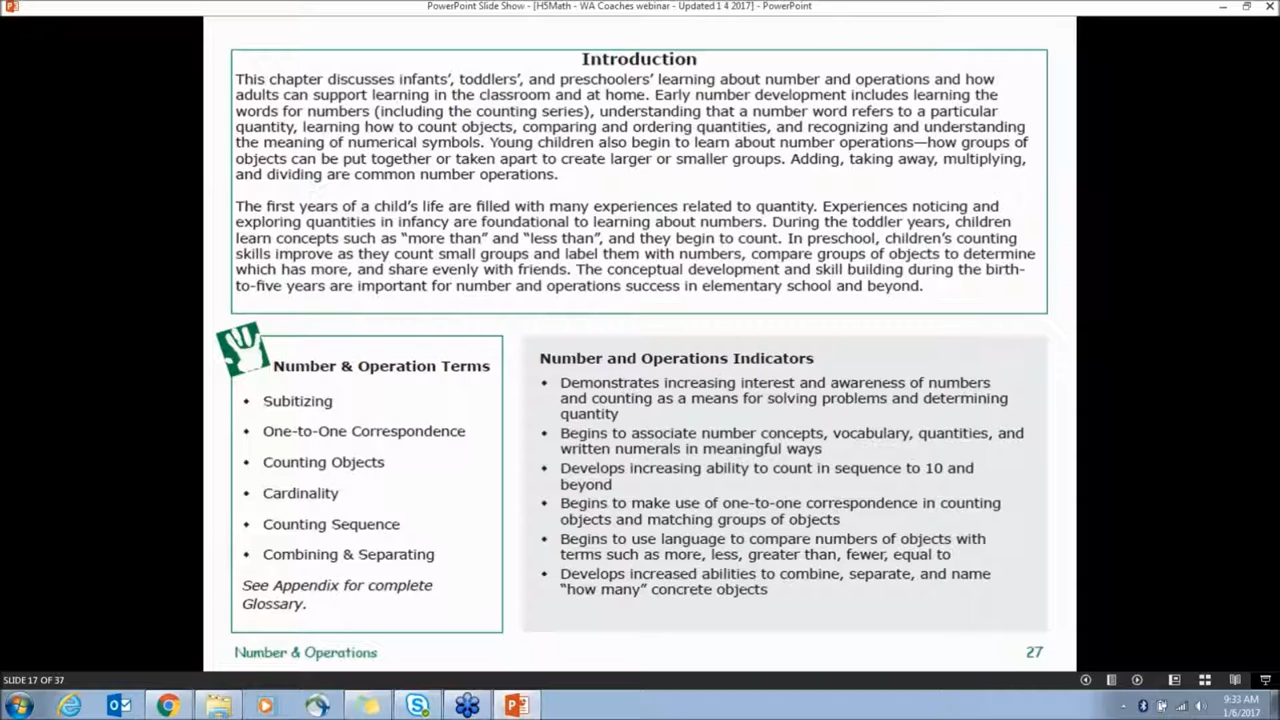 PowerPoint Slide Show - [H5Math - WA Coaches webinar - Updated 1 4 2017] - PowerPoint
Introduction
This chapter discusses infants', toddlers', and preschoolers' learning about number and operations and how
adults can support learning in the classroom and at home. Early number development includes learning the
words for numbers (including the counting series), understanding that a number word refers to a particular
quantity, learning how to count objects, comparing and ordering quantities, and recognizing and understanding
the meaning of numerical symbols. Young children also begin to learn about number operations—how groups of
objects can be put together or taken apart to create larger or smaller groups. Adding, taking away, multiplying,
and dividing are common number operations.
The first years of a child's life are filled with many experiences related to quantity. Experiences noticing and
exploring quantities in infancy are foundational to learning about numbers. During the toddler years, children
learn concepts such as "more than" and "less than", and they begin to count. In preschool, children's counting
skills improve as they count small groups and label them with numbers, compare groups of objects to determine
which has more, and share evenly with friends. The conceptual development and skill building during the birth-
to-five years are important for number and operations success in elementary school and beyond.
Number & Operation Terms
• Subitizing
• One-to-One Correspondence
• Counting Objects
• Cardinality
• Counting Sequence
• Combining & Separating
See Appendix for complete
Glossary.
Number and Operations Indicators
• Demonstrates increasing interest and awareness of numbers
and counting as a means for solving problems and determining
quantity
• Begins to associate number concepts, vocabulary, quantities, and
written numerals in meaningful ways
• Develops increasing ability to count in sequence to 10 and
beyond
• Begins to make use of one-to-one correspondence in counting
objects and matching groups of objects
• Begins to use language to compare numbers of objects with
terms such as more, less, greater than, fewer, equal to
• Develops increased abilities to combine, separate, and name
"how many" concrete objects
Number & Operations
27
SLIDE 17 OF 37
9:33 AM
1/6/2017